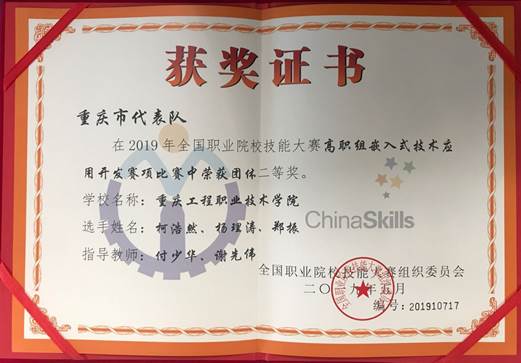 获奖证书
重庆市代表队
在2019年全国职业院校技能大赛高职组嵌入式技术应
用开发赛项比赛中荣获团体二等奖。
学校名称：重庆工程职业技术学院
选手姓名：柯浩然、杨理涛、郑振
指导教师：付少华、谢先伟
ChinaSkills
全国职业院校技能大赛组织委员会
二〇一九年五月
编号：201910717